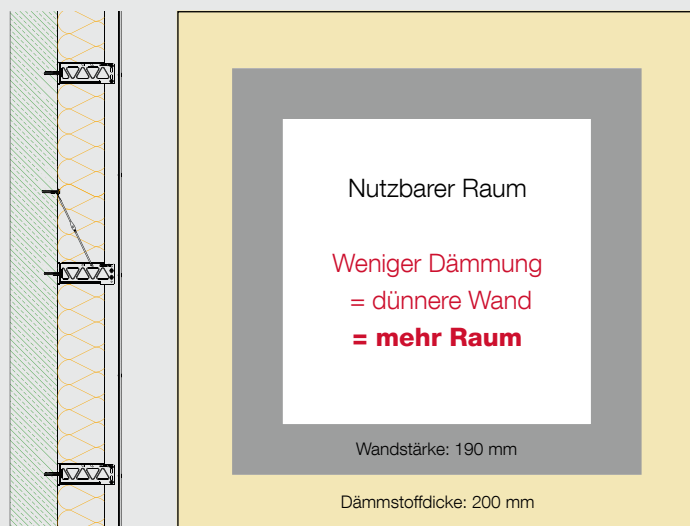 Nutzbarer Raum
Weniger Dämmung
= dünnere Wand
= mehr Raum
Wandstärke: 190 mm
Dämmstoffdicke: 200 mm